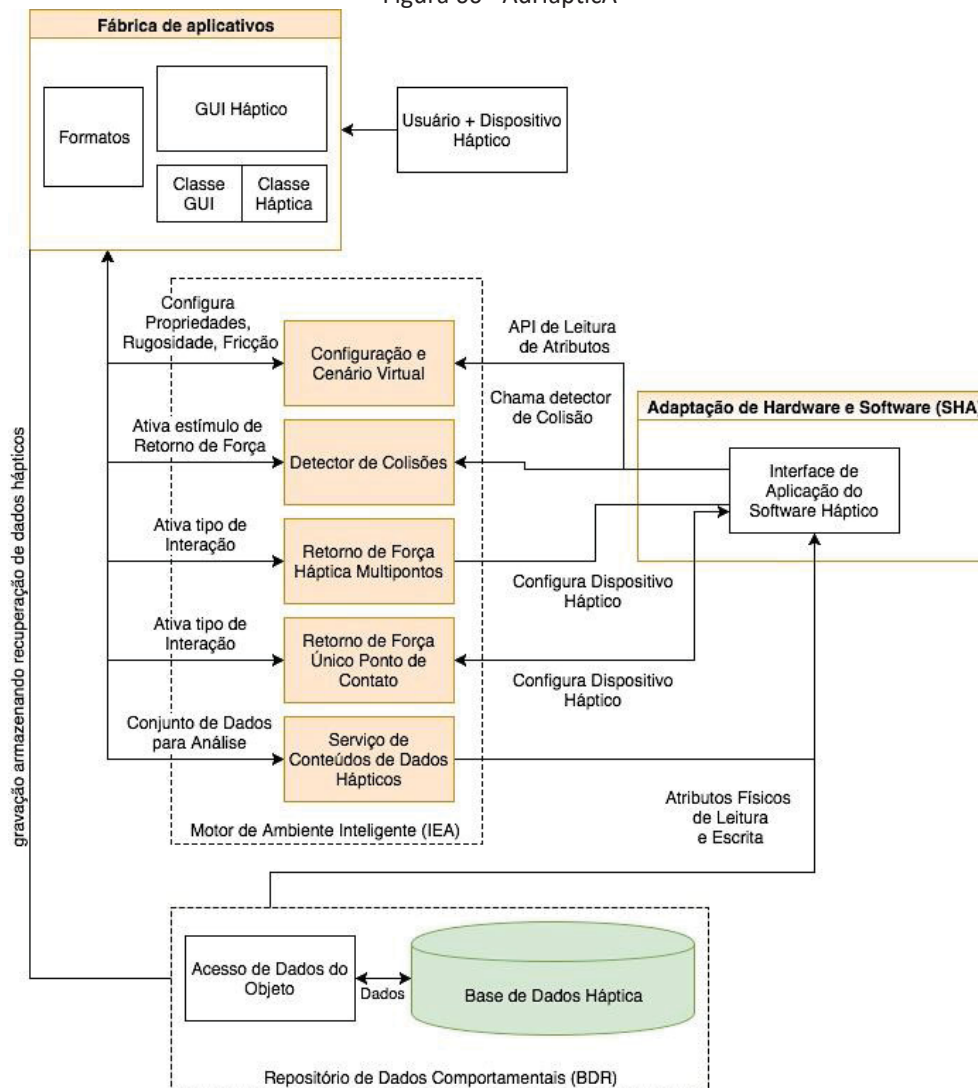 Fábrica de aplicativos
GUI Háptico
Formatos
Classe
GUI
Classe
Háptica
Usuário + Dispositivo
Háptico
Configura
Propriedades,
Rugosidade, Fricção
Configuração e
Cenário Virtual
API de Leitura
de Atributos
Chama detector
de Colisão
Adaptação de Hardware e Software (SHA)
Interface de
Aplicação do
Software Háptico
Ativa estímulo de
Retorno de Força
Detector de Colisões
Ativa tipo de
Interação
Retorno de Força
Háptica Multipontos
Configura Dispositivo
Háptico
Ativa tipo de
Interação
Retorno de Força
Único Ponto de
Contato
Configura Dispositivo
Háptico
Conjunto de Dados
para Análise
Serviço de
Conteúdos de Dados
Hápticos
Motor de Ambiente Inteligente (IEA)
Atributos Físicos
de Leitura
e Escrita
gravação armazenando recuperação de dados hápticos
Acesso de Dados do
Objeto
Dados
Base de Dados Háptica
Repositório de Dados Comportamentais (BDR)